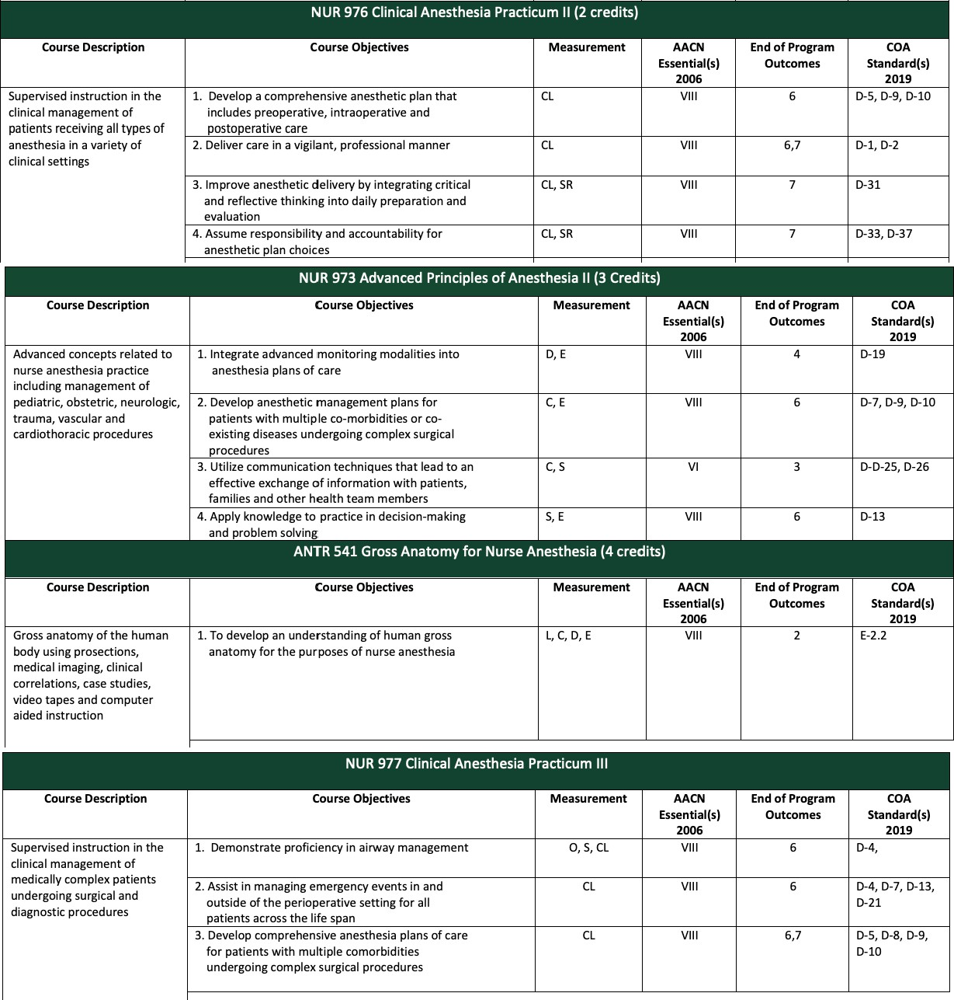 NUR 976 Clinical Anesthesia Practicum II (2 credits)
Course Description
Course Objectives
Measurement
AACN
Essential(s)
2006
End of Program
Outcomes
COA
Standard(s)
2019
Supervised instruction in the
clinical management of
patients receiving all types of
anesthesia in a variety of
clinical settings
1. Develop a comprehensive anesthetic plan that
includes preoperative, intraoperative and
postoperative care
CL
VIII
6
D-5, D-9, D-10
2. Deliver care in a vigilant, professional manner
CL
VIII
6,7
D-1, D-2
3. Improve anesthetic delivery by integrating critical
and reflective thinking into daily preparation and
evaluation
CL, SR
VIII
7
D-31
4. Assume responsibility and accountability for
anesthetic plan choices
CL, SR
VIII
7
D-33, D-37
NUR 973 Advanced Principles of Anesthesia II (3 Credits)
Course Description
Course Objectives
Measurement
AACN
Essential(s)
2006
End of Program
Outcomes
COA
Standard(s)
2019
Advanced concepts related to
nurse anesthesia practice
including management of
pediatric, obstetric, neurologic,
trauma, vascular and
cardiothoracic procedures
1. Integrate advanced monitoring modalities into
anesthesia plans of care
D, E
VIII
4
D-19
2. Develop anesthetic management plans for
patients with multiple co-morbidities or co-
existing diseases undergoing complex surgical
procedures
C, E
VIII
6
D-7, D-9, D-10
3. Utilize communication techniques that lead to an
effective exchange of information with patients,
families and other health team members
C, S
VI
3
D-D-25, D-26
4. Apply knowledge to practice in decision-making
and problem solving
S, E
VIII
6
D-13
ANTR 541 Gross Anatomy for Nurse Anesthesia (4 credits)
Course Description
Course Objectives
Measurement
AACN
Essential(s)
2006
End of Program
Outcomes
COA
Standard(s)
2019
Gross anatomy of the human
body using prosections,
medical imaging, clinical
correlations, case studies,
video tapes and computer
aided instruction
1. To develop an understanding of human gross
anatomy for the purposes of nurse anesthesia
L, C, D, E
VIII
2
E-2.2
NUR 977 Clinical Anesthesia Practicum III
Course Description
Course Objectives
Measurement
AACN
Essential(s)
2006
End of Program
Outcomes
COA
Standard(s)
2019
Supervised instruction in the
clinical management of
medically complex patients
undergoing surgical and
diagnostic procedures
1. Demonstrate proficiency in airway management
O, S, CL
VIII
6
D-4,
2. Assist in managing emergency events in and
outside of the perioperative setting for all
patients across the life span
CL
VIII
6
D-4, D-7, D-13,
D-21
3. Develop comprehensive anesthesia plans of care
for patients with multiple comorbidities
undergoing complex surgical procedures
CL
VIII
6,7
D-5, D-8, D-9,
D-10